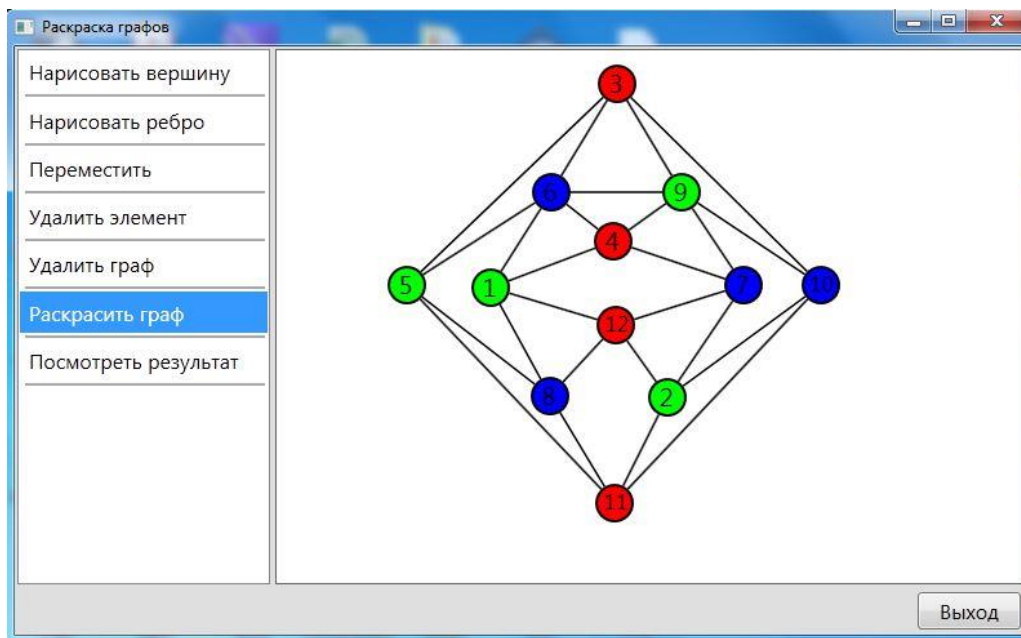 Раскраска графов
Нарисовать вершину
Нарисовать ребро
Переместить
Удалить элемент
Удалить граф
Раскрасить граф
Посмотреть результат
3
6
9
4
5
1
7
10
12
8
2
11
Выход